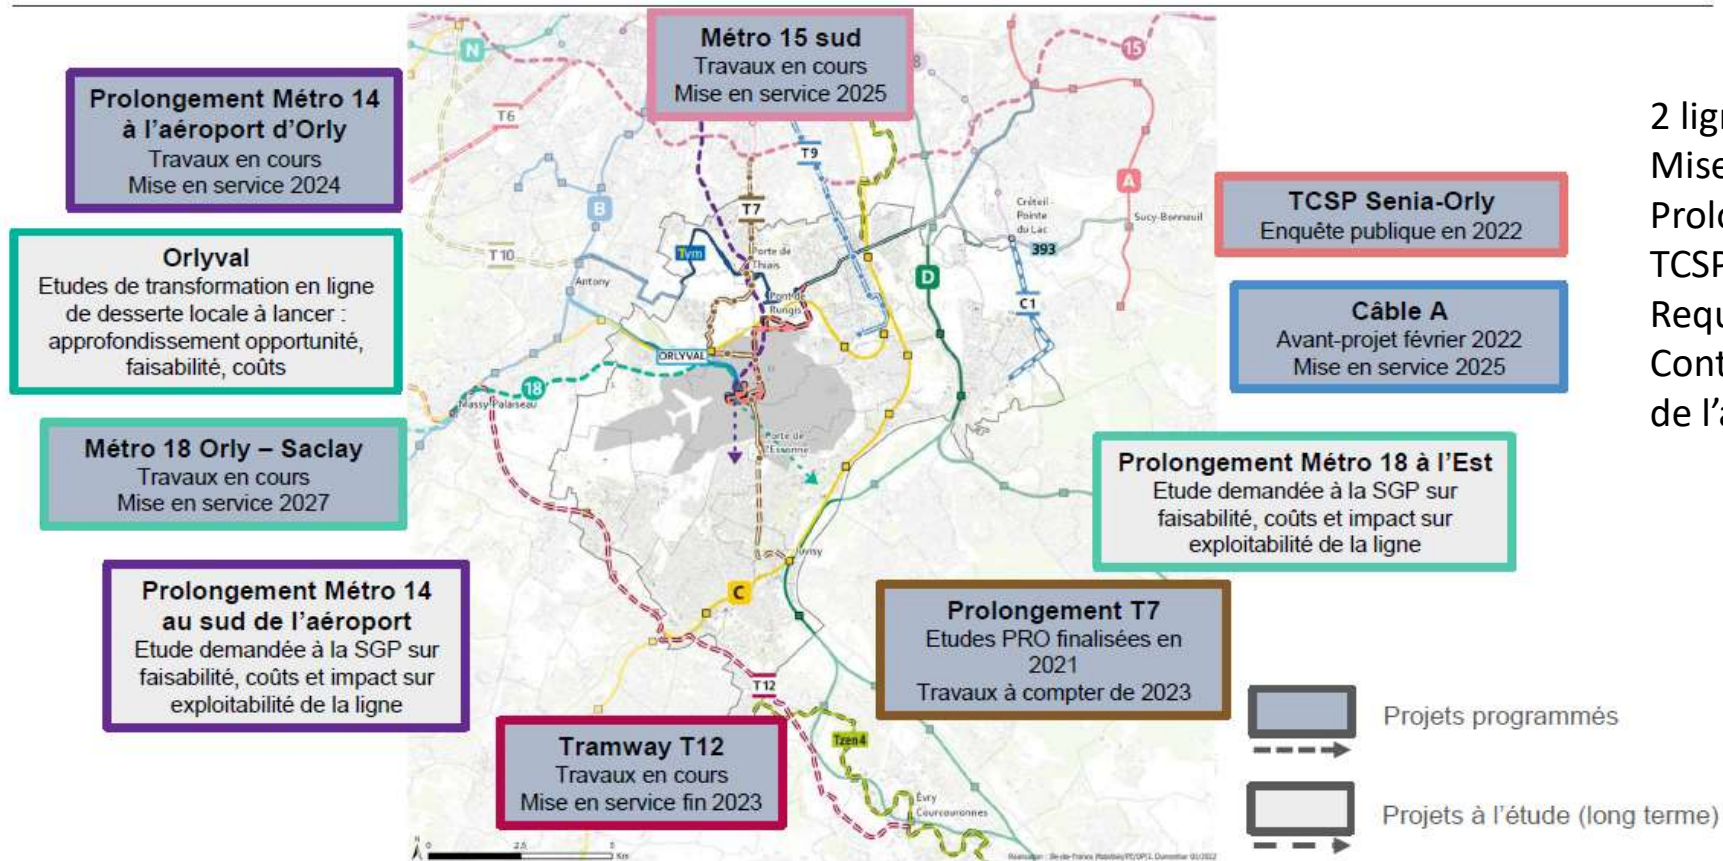 Métro 15 sud
Travaux en cours
Mise en service 2025
Prolongement Métro 14
à l’aéroport d’Orly
Travaux en cours
Mise en service 2024
Orlyval
Etudes de transformation en ligne
de desserte locale à lancer :
approfondissement opportunité,
faisabilité, coûts
Métro 18 Orly – Saclay
Travaux en cours
Mise en service 2027
Prolongement Métro 14
au sud de l’aéroport
Etude demandée à la SGP sur
faisabilité, coûts et impact sur
exploitabilité de la ligne
Tramway T12
Travaux en cours
Mise en service fin 2023
TCSP Senia-Orly
Enquête publique en 2022
Câble A
Avant-projet février 2022
Mise en service 2025
Prolongement Métro 18 à l’Est
Etude demandée à la SGP sur
faisabilité, coûts et impact sur
exploitabilité de la ligne
Prolongement T7
Etudes PRO finalisées en
2021
Travaux à compter de 2023
Projets programmés
Projets à l’étude (long terme)
2 lig
Mise
Prolo
TCSP
Requ
Cont
de l’a
N
15
T6
T9
B
T7
A
Créteil -
Pointe
du Lac
Sucy-Bonneuil
393
T10
Tvm
Porte de
Thiais
D
Antony
Pont de
Rungis
C1
ORLYVAL
18
Massy-Palaiseau
Porte de
l'Essonne
Juvisy
C
T12
Tzen4
Évry
Courcouronnes
N
0
2,5
5
Km